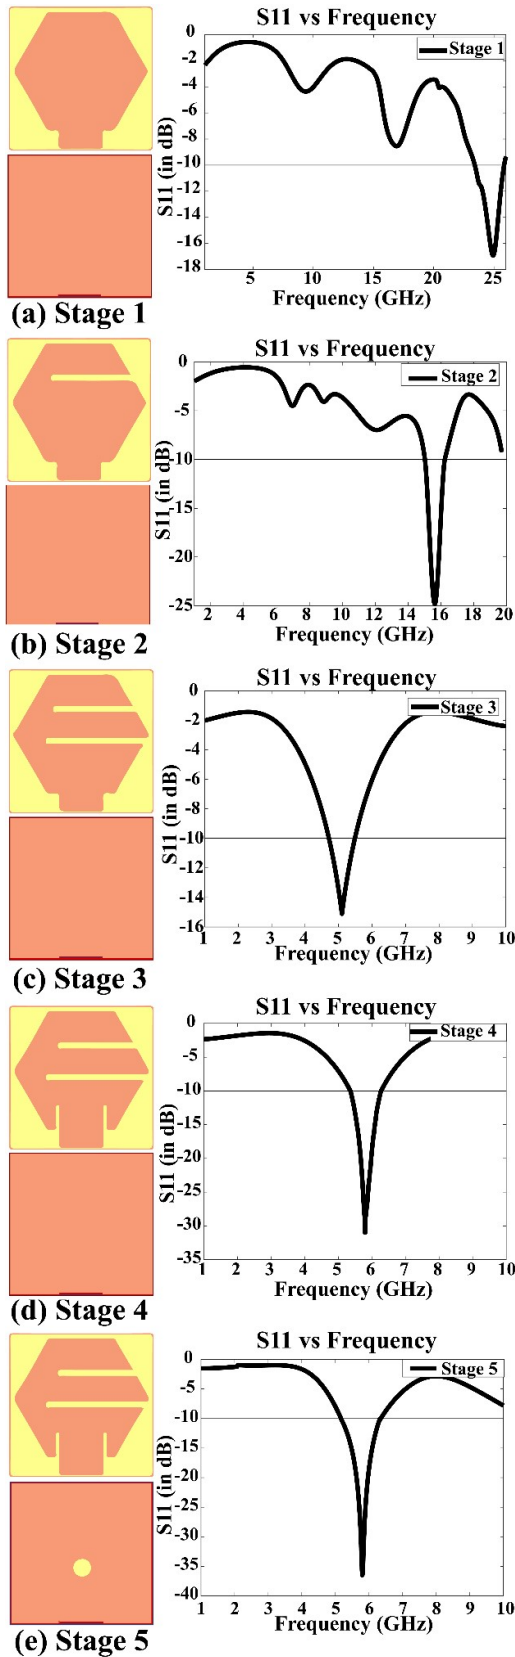 S11 vs Frequency
Stage 1
0
-2
-4
-6
-8
-10
-12
-14
-16
-18
S11 (in dB)
5 10 15 20 25
Frequency (GHz)
(a) Stage 1
S11 vs Frequency
Stage 2
0
-5
-10
-15
-20
-25
S11 (in dB)
2 4 6 8 10 12 14 16 18 20
Frequency (GHz)
(b) Stage 2
S11 vs Frequency
Stage 3
0
-2
-4
-6
-8
-10
-12
-14
-16
S11 (in dB)
1 2 3 4 5 6 7 8 9 10
Frequency (GHz)
(c) Stage 3
S11 vs Frequency
Stage 4
0
-5
-10
-15
-20
-25
-30
-35
S11 (in dB)
1 2 3 4 5 6 7 8 9 10
Frequency (GHz)
(d) Stage 4
S11 vs Frequency
Stage 5
0
-5
-10
-15
-20
-25
-30
-35
-40
S11 (in dB)
1 2 3 4 5 6 7 8 9 10
Frequency (GHz)
(e) Stage 5